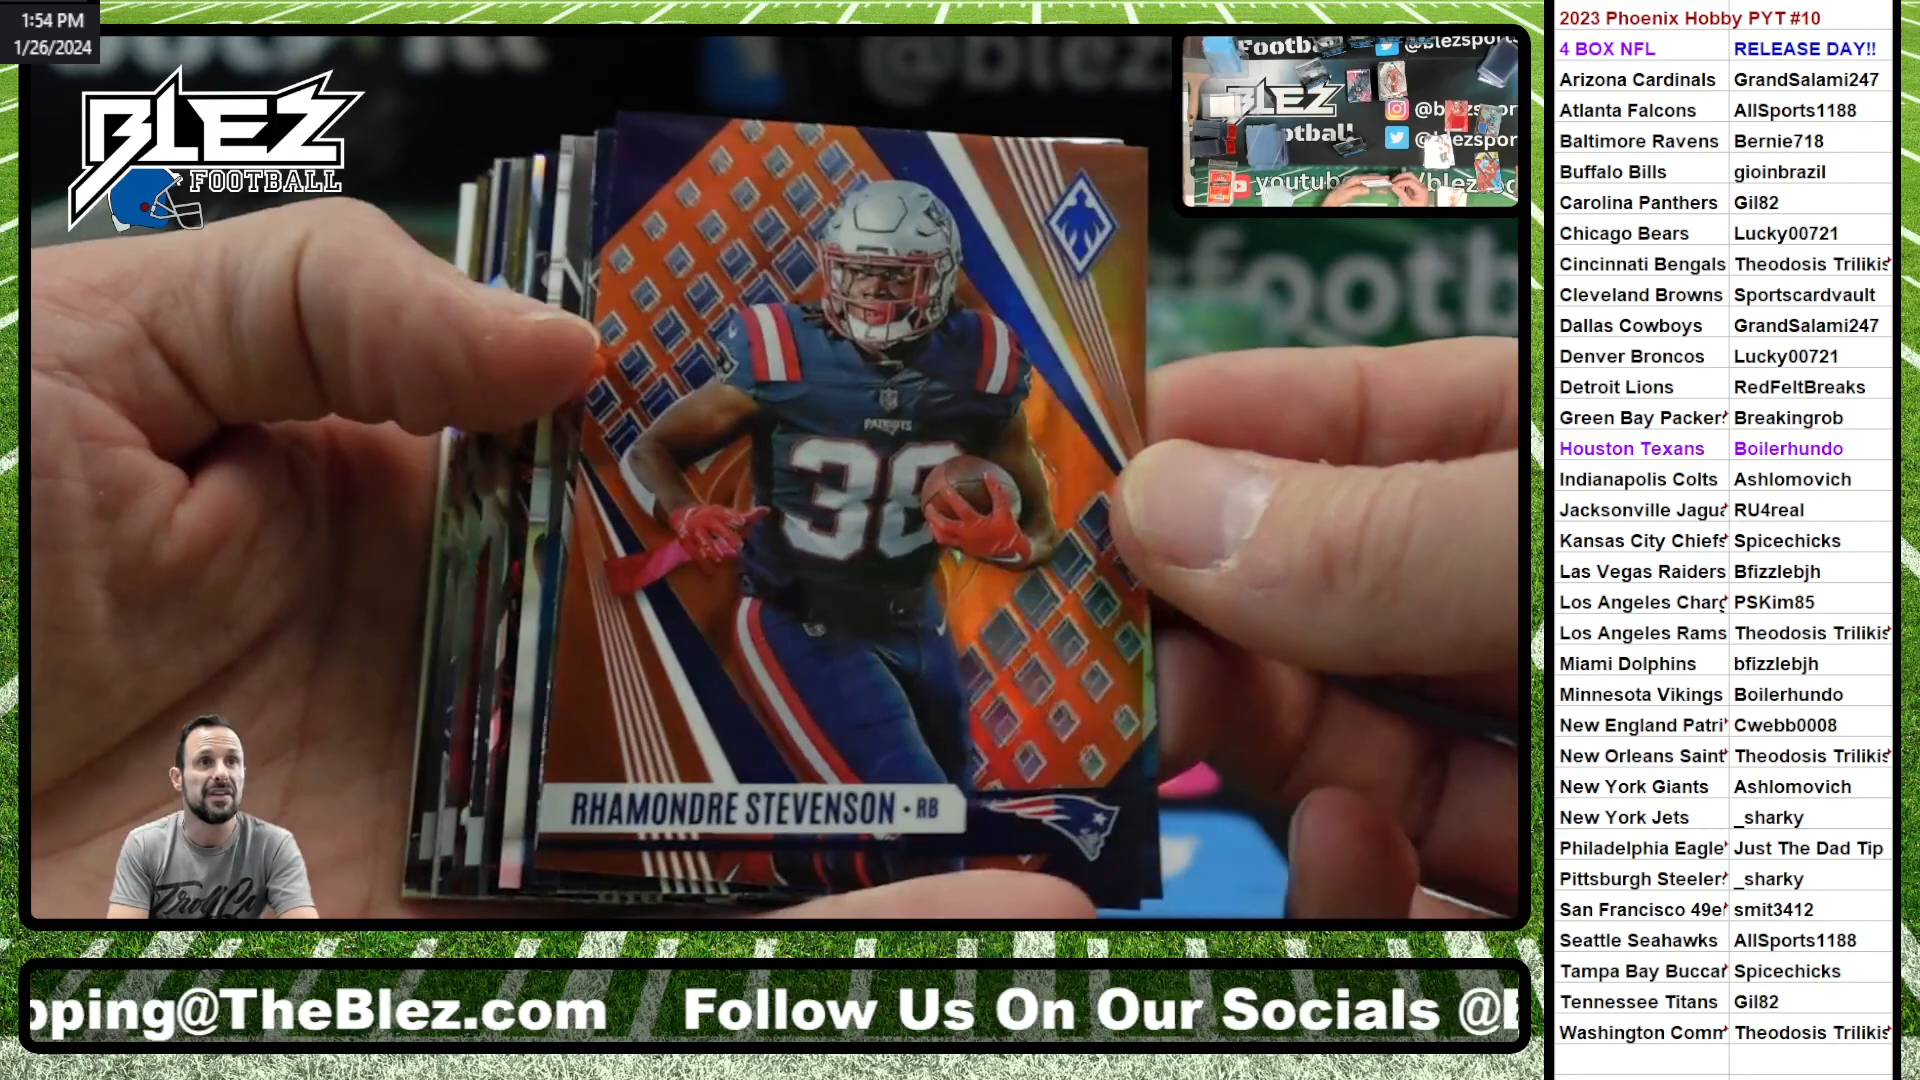 1:54 PM
1/26/2024
BLEZ
FOOTBALL
PATRIOTS
38
RHAMONDRE STEVENSON • RB
pping@TheBlez.com Follow Us On Our Socials @
2023 Phoenix Hobby PYT #10
4 BOX NFL RELEASE DAY!!
Arizona Cardinals GrandSalami247
Atlanta Falcons AllSports1188
Baltimore Ravens Bernie718
Buffalo Bills gioinbrazil
Carolina Panthers Gil82
Chicago Bears Lucky00721
Cincinnati Bengals Theodosis Trilikis
Cleveland Browns Sportscardvault
Dallas Cowboys GrandSalami247
Denver Broncos Lucky00721
Detroit Lions RedFeltBreaks
Green Bay Packer Breakingrob
Houston Texans Boilerhundo
Indianapolis Colts Ashlomovich
Jacksonville Jagua RU4real
Kansas City Chiefs Spicechicks
Las Vegas Raiders Bfizzlebjh
Los Angeles Charg PSKim85
Los Angeles Rams Theodosis Trilikis
Miami Dolphins bfizzlebjh
Minnesota Vikings Boilerhundo
New England Patri Cwebb0008
New Orleans Saint Theodosis Trilikis
New York Giants Ashlomovich
New York Jets _sharky
Philadelphia Eagle Just The Dad Tip
Pittsburgh Steeler _sharky
San Francisco 49e smit3412
Seattle Seahawks AllSports1188
Tampa Bay Buccar Spicechicks
Tennessee Titans Gil82
Washington Comm Theodosis Trilikis